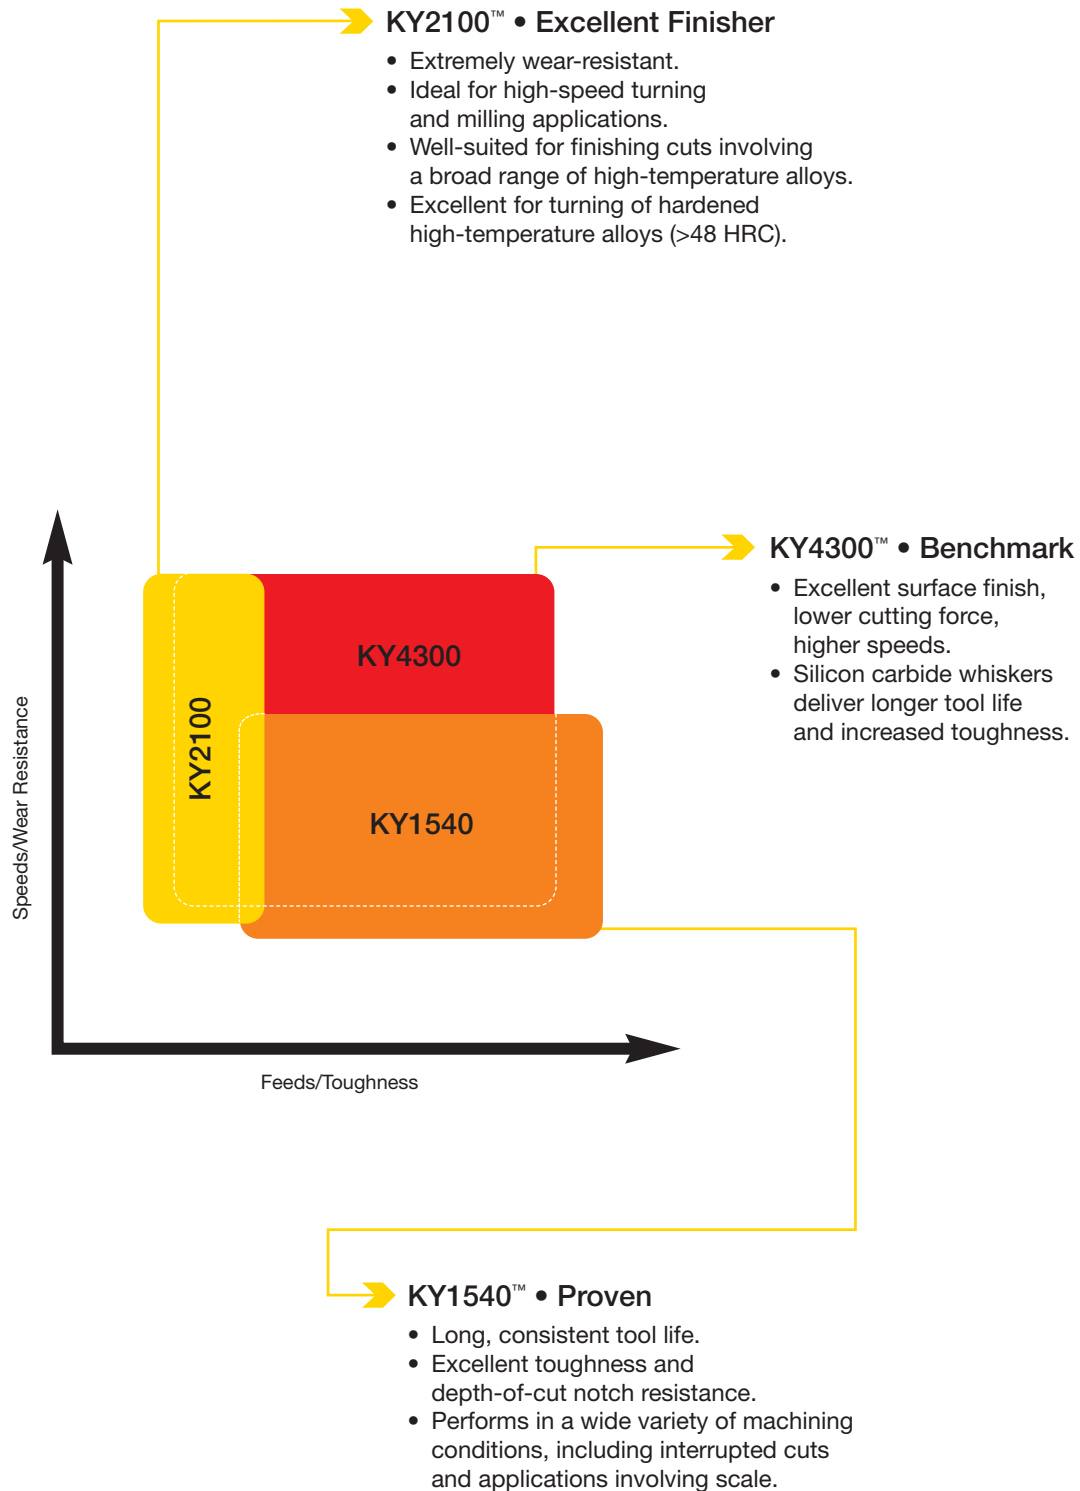 KY2100™ • Excellent Finisher
• Extremely wear-resistant.
• Ideal for high-speed turning
and milling applications.
• Well-suited for finishing cuts involving
a broad range of high-temperature alloys.
• Excellent for turning of hardened
high-temperature alloys (>48 HRC).
KY4300™ • Benchmark
• Excellent surface finish,
lower cutting force,
higher speeds.
• Silicon carbide whiskers
deliver longer tool life
and increased toughness.
Speeds/Wear Resistance
KY2100
KY4300
KY1540
Feeds/Toughness
KY1540™ • Proven
• Long, consistent tool life.
• Excellent toughness and
depth-of-cut notch resistance.
• Performs in a wide variety of machining
conditions, including interrupted cuts
and applications involving scale.